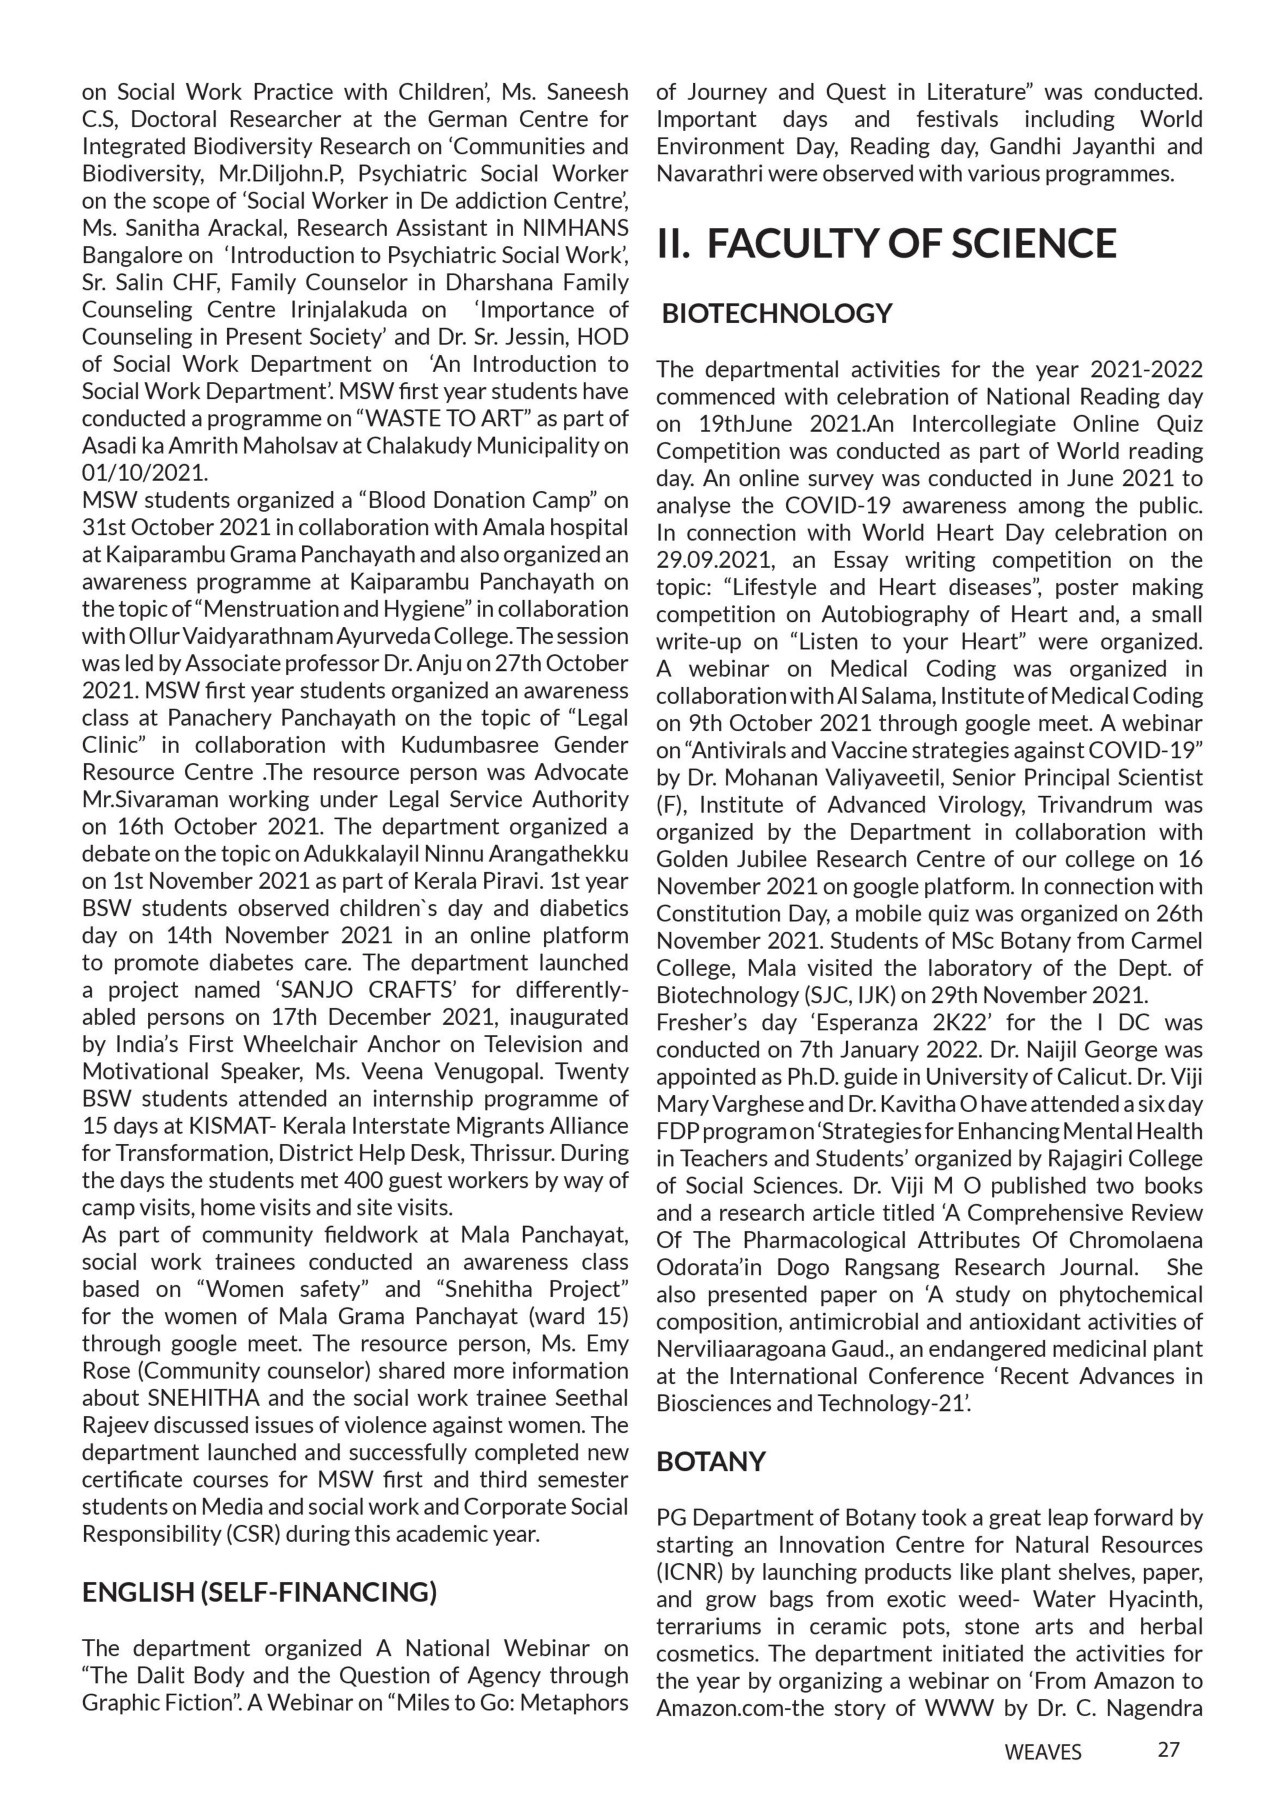 on Social Work Practice with Children’, Ms. Saneesh
C.S, Doctoral Researcher at the German Centre for
Integrated Biodiversity Research on ‘Communities and
Biodiversity, Mr.Diljohn.P, Psychiatric Social Worker
on the scope of ‘Social Worker in De addiction Centre’,
Ms. Sanitha Arackal, Research Assistant in NIMHANS
Bangalore on ‘Introduction to Psychiatric Social Work’,
Sr. Salin CHF, Family Counselor in Dharshana Family
Counseling Centre Irinjalakuda on ‘Importance of
Counseling in Present Society’ and Dr. Sr. Jessin, HOD
of Social Work Department on ‘An Introduction to
Social Work Department’. MSW first year students have
conducted a programme on “WASTE TO ART” as part of
Asadi ka Amrith Maholsav at Chalakudy Municipality on
01/10/2021.
MSW students organized a “Blood Donation Camp” on
31st October 2021 in collaboration with Amala hospital
at Kaiparambu Grama Panchayath and also organized an
awareness programme at Kaiparambu Panchayath on
the topic of “Menstruation and Hygiene” in collaboration
with Ollur Vaidyarathnam Ayurveda College. The session
was led by Associate professor Dr. Anju on 27th October
2021. MSW first year students organized an awareness
class at Panachery Panchayath on the topic of “Legal
Clinic” in collaboration with Kudumbasree Gender
Resource Centre .The resource person was Advocate
Mr.Sivaraman working under Legal Service Authority
on 16th October 2021. The department organized a
debate on the topic on Adukkalayil Ninnu Arangathekku
on 1st November 2021 as part of Kerala Piravi. 1st year
BSW students observed children`s day and diabetics
day on 14th November 2021 in an online platform
to promote diabetes care. The department launched
a project named ‘SANJO CRAFTS’ for differently-
abled persons on 17th December 2021, inaugurated
by India’s First Wheelchair Anchor on Television and
Motivational Speaker, Ms. Veena Venugopal. Twenty
BSW students attended an internship programme of
15 days at KISMAT- Kerala Interstate Migrants Alliance
for Transformation, District Help Desk, Thrissur. During
the days the students met 400 guest workers by way of
camp visits, home visits and site visits.
As part of community fieldwork at Mala Panchayat,
social work trainees conducted an awareness class
based on “Women safety” and “Snehitha Project”
for the women of Mala Grama Panchayat (ward 15)
through google meet. The resource person, Ms. Emy
Rose (Community counselor) shared more information
about SNEHITHA and the social work trainee Seethal
Rajeev discussed issues of violence against women. The
department launched and successfully completed new
certificate courses for MSW first and third semester
students on Media and social work and Corporate Social
Responsibility (CSR) during this academic year.
ENGLISH (SELF-FINANCING)
The department organized A National Webinar on
“The Dalit Body and the Question of Agency through
Graphic Fiction”. A Webinar on “Miles to Go: Metaphors
of Journey and Quest in Literature” was conducted.
Important days and festivals including World
Environment Day, Reading day, Gandhi Jayanthi and
Navarathri were observed with various programmes.
II. FACULTY OF SCIENCE
BIOTECHNOLOGY
The departmental activities for the year 2021-2022
commenced with celebration of National Reading day
on 19thJune 2021.An Intercollegiate Online Quiz
Competition was conducted as part of World reading
day. An online survey was conducted in June 2021 to
analyse the COVID-19 awareness among the public.
In connection with World Heart Day celebration on
29.09.2021, an Essay writing competition on the
topic: “Lifestyle and Heart diseases”, poster making
competition on Autobiography of Heart and, a small
write-up on “Listen to your Heart” were organized.
A webinar on Medical Coding was organized in
collaboration with Al Salama, Institute of Medical Coding
on 9th October 2021 through google meet. A webinar
on “Antivirals and Vaccine strategies against COVID-19”
by Dr. Mohanan Valiyaveetil, Senior Principal Scientist
(F), Institute of Advanced Virology, Trivandrum was
organized by the Department in collaboration with
Golden Jubilee Research Centre of our college on 16
November 2021 on google platform. In connection with
Constitution Day, a mobile quiz was organized on 26th
November 2021. Students of MSc Botany from Carmel
College, Mala visited the laboratory of the Dept. of
Biotechnology (SJC, IJK) on 29th November 2021.
Fresher’s day ‘Esperanza 2K22’ for the I DC was
conducted on 7th January 2022. Dr. Naijil George was
appointed as Ph.D. guide in University of Calicut. Dr. Viji
Mary Varghese and Dr. Kavitha O have attended a six day
FDP program on ‘Strategies for Enhancing Mental Health
in Teachers and Students’ organized by Rajagiri College
of Social Sciences. Dr. Viji M O published two books
and a research article titled ‘A Comprehensive Review
Of The Pharmacological Attributes Of Chromolaena
Odorata’in Dogo Rangsang Research Journal. She
also presented paper on ‘A study on phytochemical
composition, antimicrobial and antioxidant activities of
Nerviliaaragoana Gaud., an endangered medicinal plant
at the International Conference ‘Recent Advances in
Biosciences and Technology-21’.
BOTANY
PG Department of Botany took a great leap forward by
starting an Innovation Centre for Natural Resources
(ICNR) by launching products like plant shelves, paper,
and grow bags from exotic weed- Water Hyacinth,
terrariums in ceramic pots, stone arts and herbal
cosmetics. The department initiated the activities for
the year by organizing a webinar on ‘From Amazon to
Amazon.com-the story of WWW by Dr. C. Nagendra
WEAVES 27